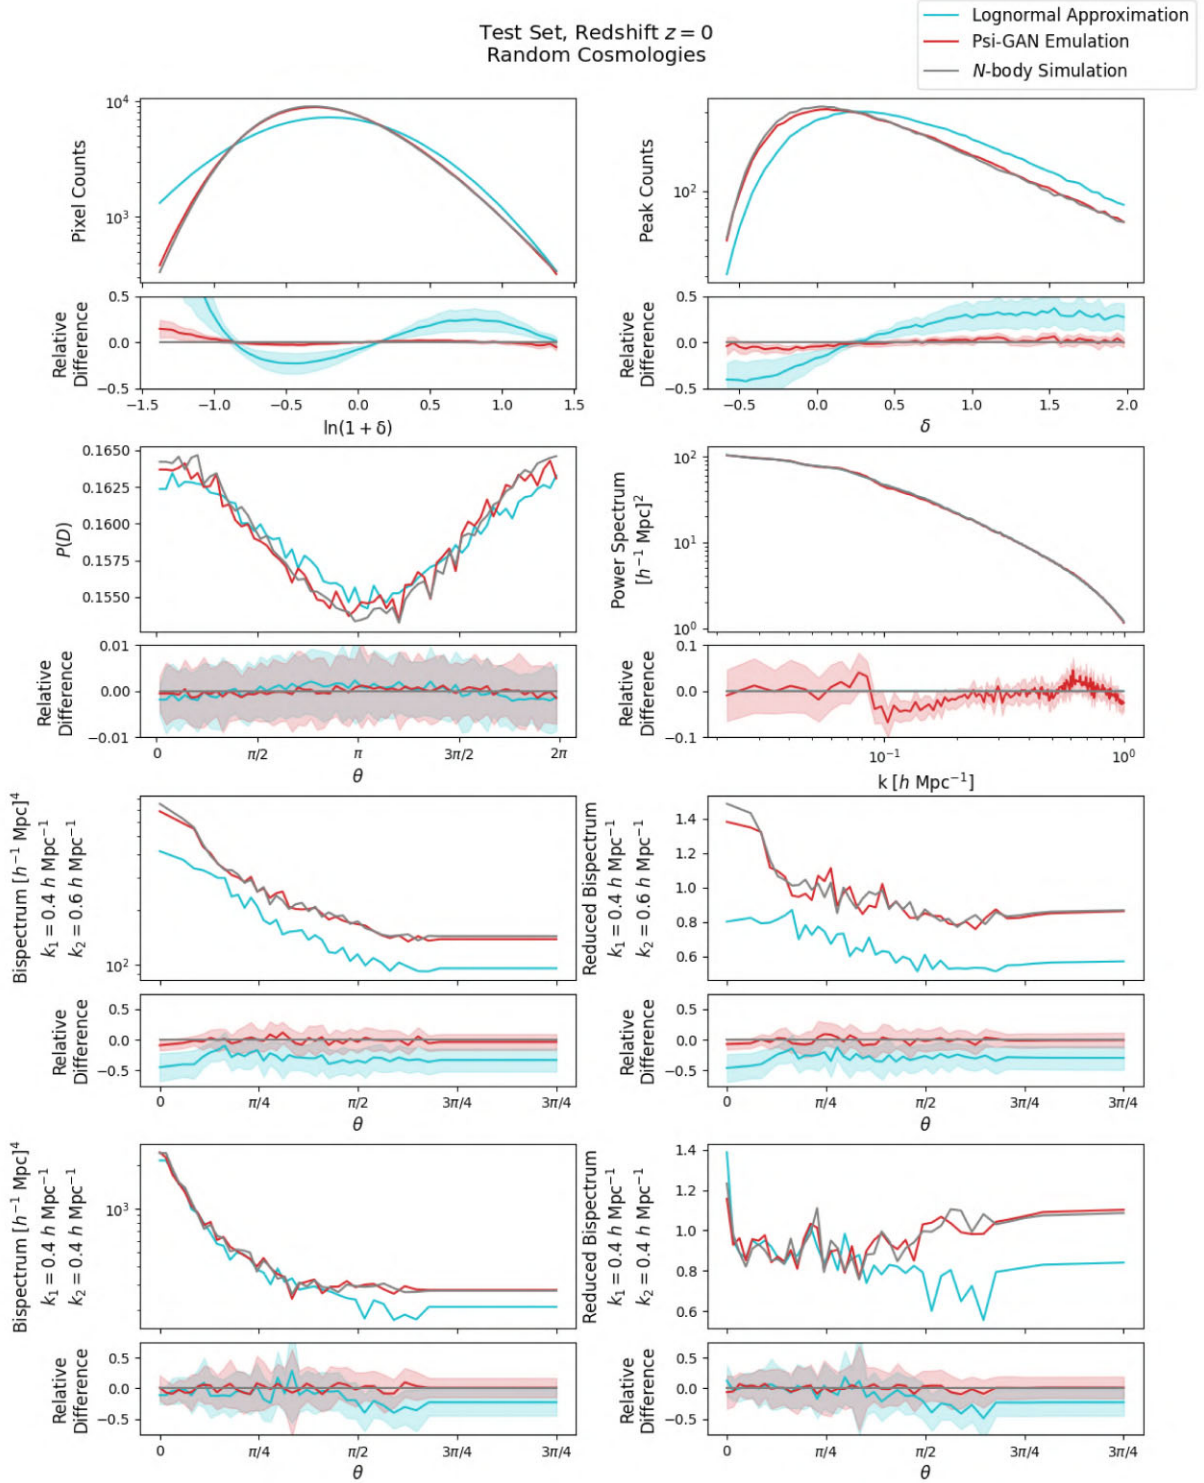 Test Set, Redshift z = 0
Random Cosmologies
Lognormal Approximation
Psi-GAN Emulation
N-body Simulation
Pixel Counts
10⁴
10³
Relative
Difference
0.5
0.0
−0.5
−1.5 −1.0 −0.5 0.0 0.5 1.0 1.5
ln(1 + δ)
Peak Counts
10²
Relative
Difference
0.5
0.0
−0.5
−0.5 0.0 0.5 1.0 1.5 2.0
δ
P(D)
0.1650
0.1625
0.1600
0.1575
0.1550
Relative
Difference
0.01
0.00
−0.01
0 π/2 π 3π/2 2π
θ
Power Spectrum
[h⁻¹ Mpc]²
10²
10¹
10⁰
Relative
Difference
0.1
0.0
−0.1
10⁻¹ 10⁰
k [h Mpc⁻¹]
Bispectrum [h⁻¹ Mpc]⁴
k₁ = 0.4 h Mpc⁻¹
k₂ = 0.6 h Mpc⁻¹
10²
Relative
Difference
0.5
0.0
−0.5
0 π/4 π/2 3π/4 3π/4
θ
Reduced Bispectrum
k₁ = 0.4 h Mpc⁻¹
k₂ = 0.6 h Mpc⁻¹
1.4
1.2
1.0
0.8
0.6
Relative
Difference
0.5
0.0
−0.5
0 π/4 π/2 3π/4 3π/4
θ
Bispectrum [h⁻¹ Mpc]⁴
k₁ = 0.4 h Mpc⁻¹
k₂ = 0.4 h Mpc⁻¹
10³
Relative
Difference
0.5
0.0
−0.5
0 π/4 π/2 3π/4 3π/4
θ
Reduced Bispectrum
k₁ = 0.4 h Mpc⁻¹
k₂ = 0.4 h Mpc⁻¹
1.4
1.2
1.0
0.8
0.6
Relative
Difference
0.5
0.0
−0.5
0 π/4 π/2 3π/4 3π/4
θ